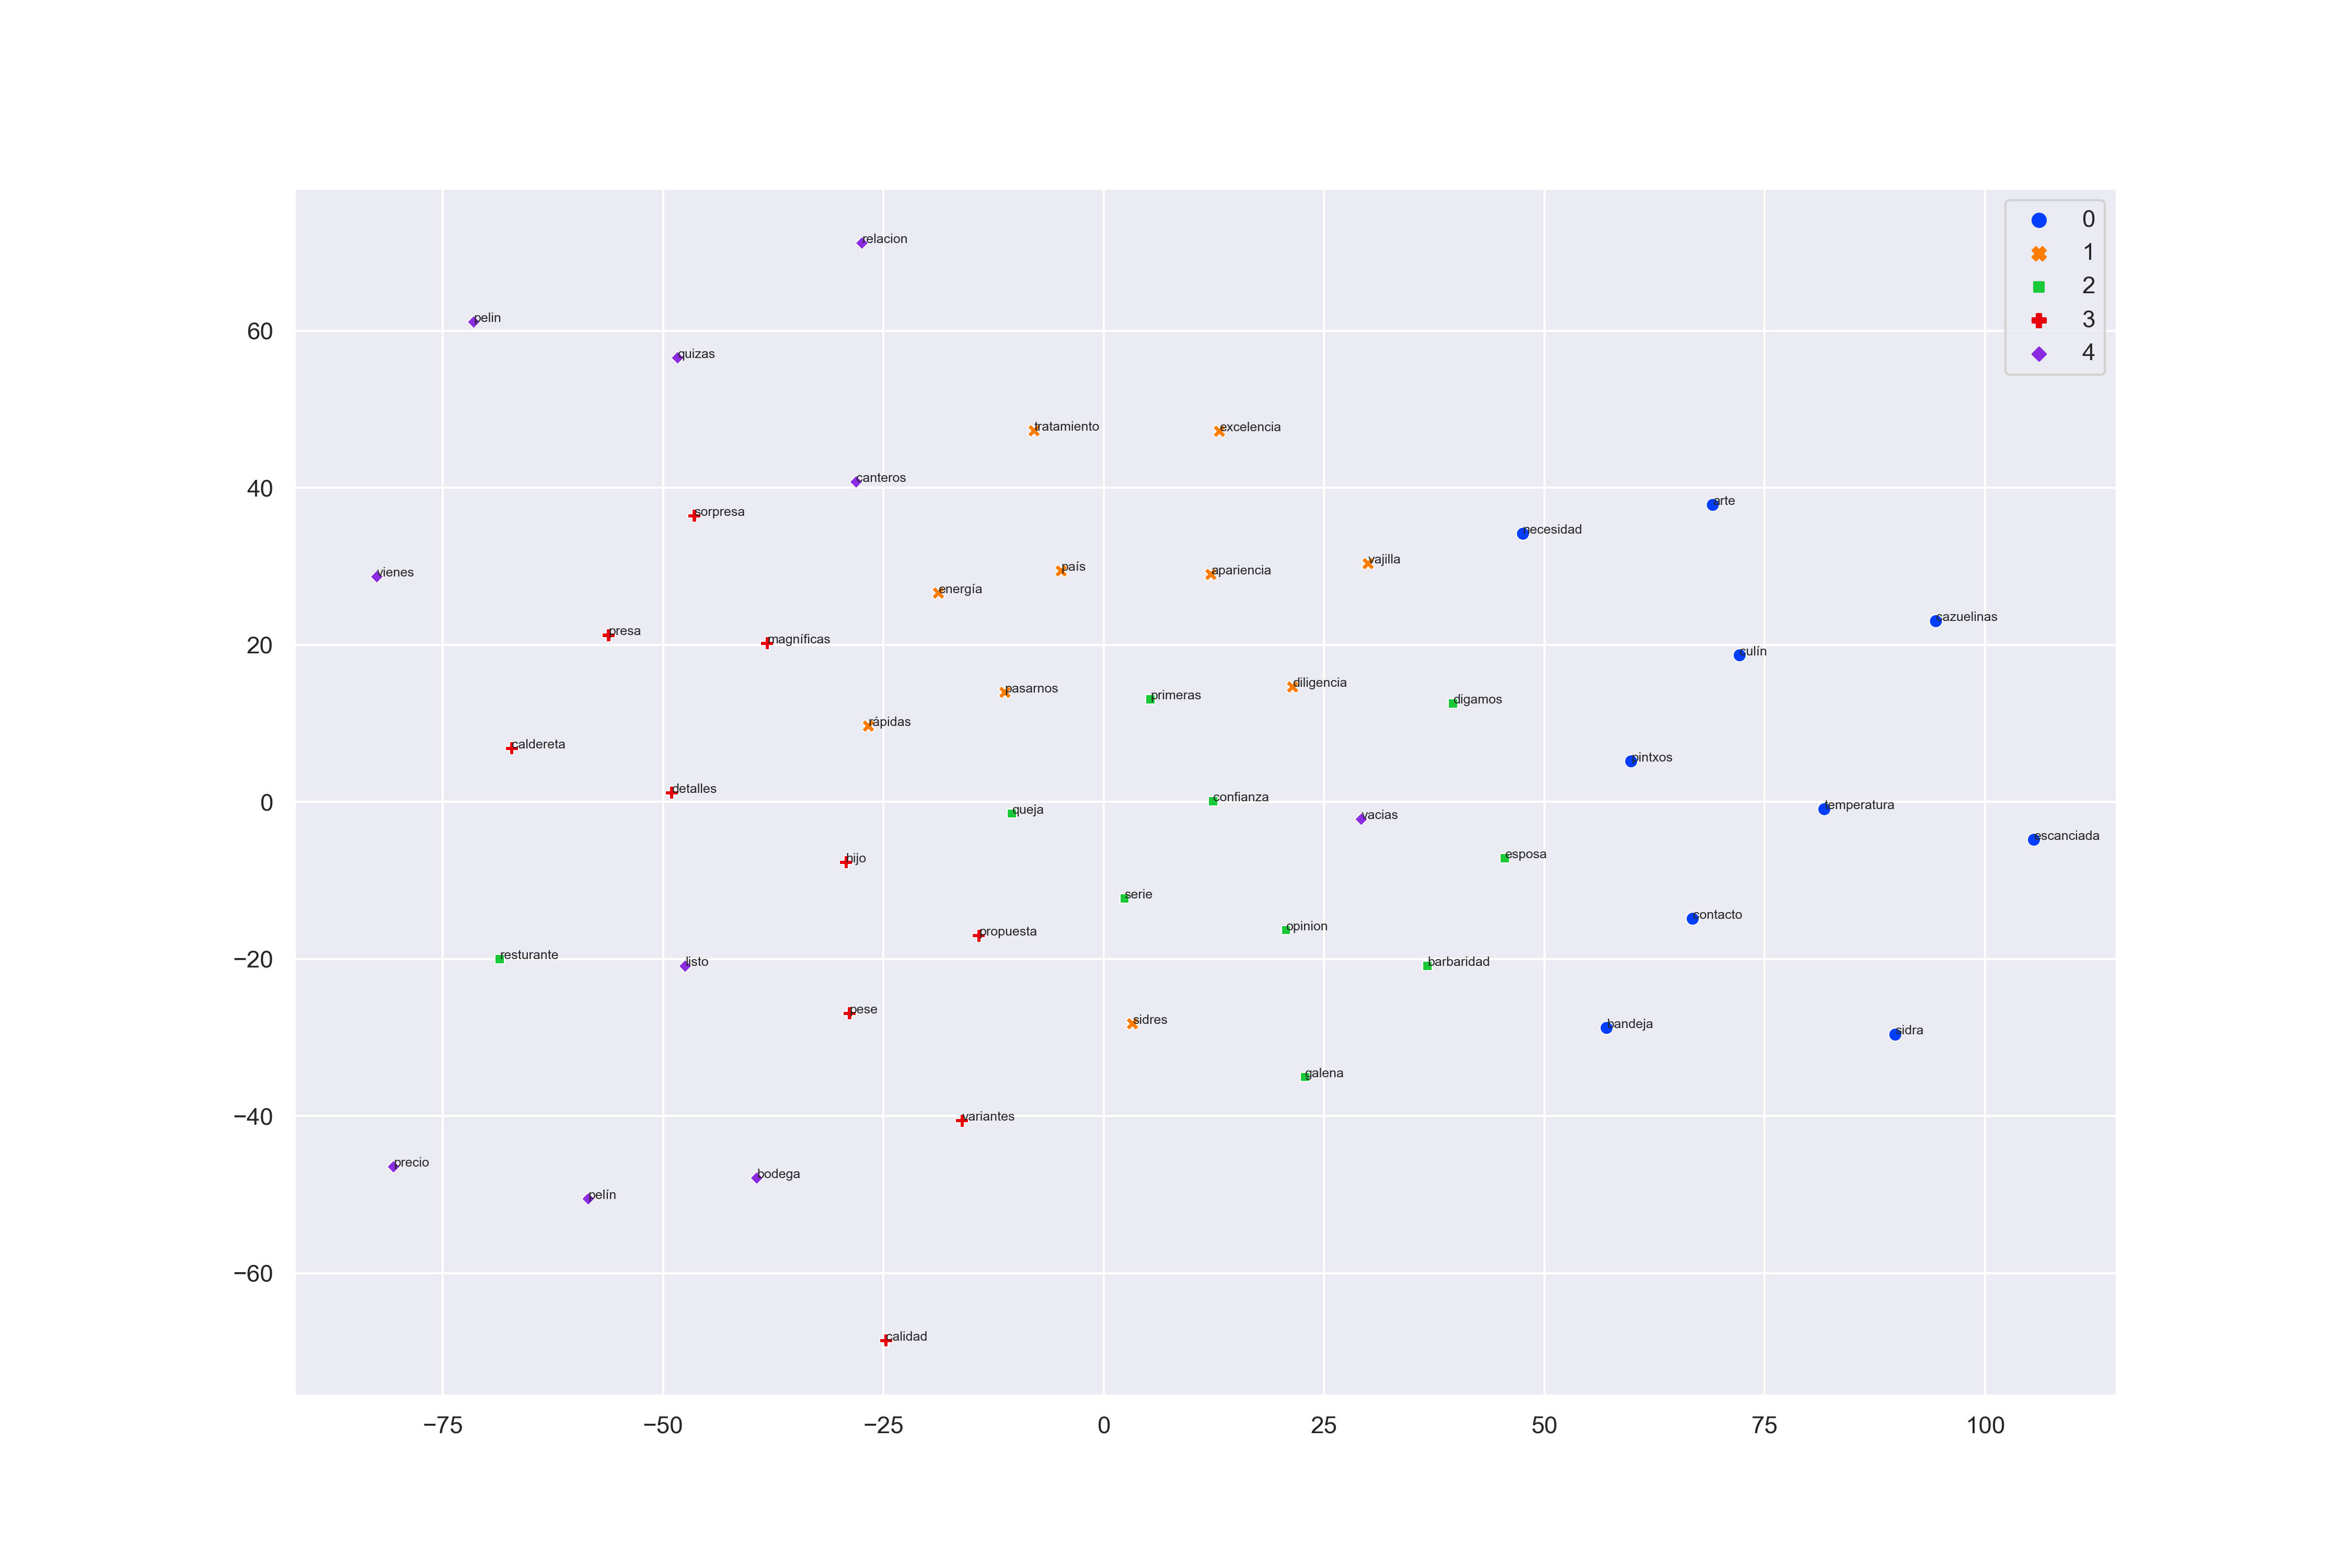 0
1
2
3
4
relacion
pelin
quizas
tratamiento
excelencia
canteros
sorpresa
arte
necesidad
vajilla
país
apariencia
vienes
energía
cazuelinas
presa
magníficas
culín
diligencia
pasarnos
primeras
digamos
rápidas
caldereta
pintxos
detalles
confianza
temperatura
queja
vacias
escanciada
esposa
hijo
serie
contacto
opinion
propuesta
resturante
listo
barbaridad
pese
sidres
bandeja
sidra
galena
variantes
precio
bodega
pelín
calidad
60
40
20
0
−20
−40
−60
−75
−50
−25
0
25
50
75
100